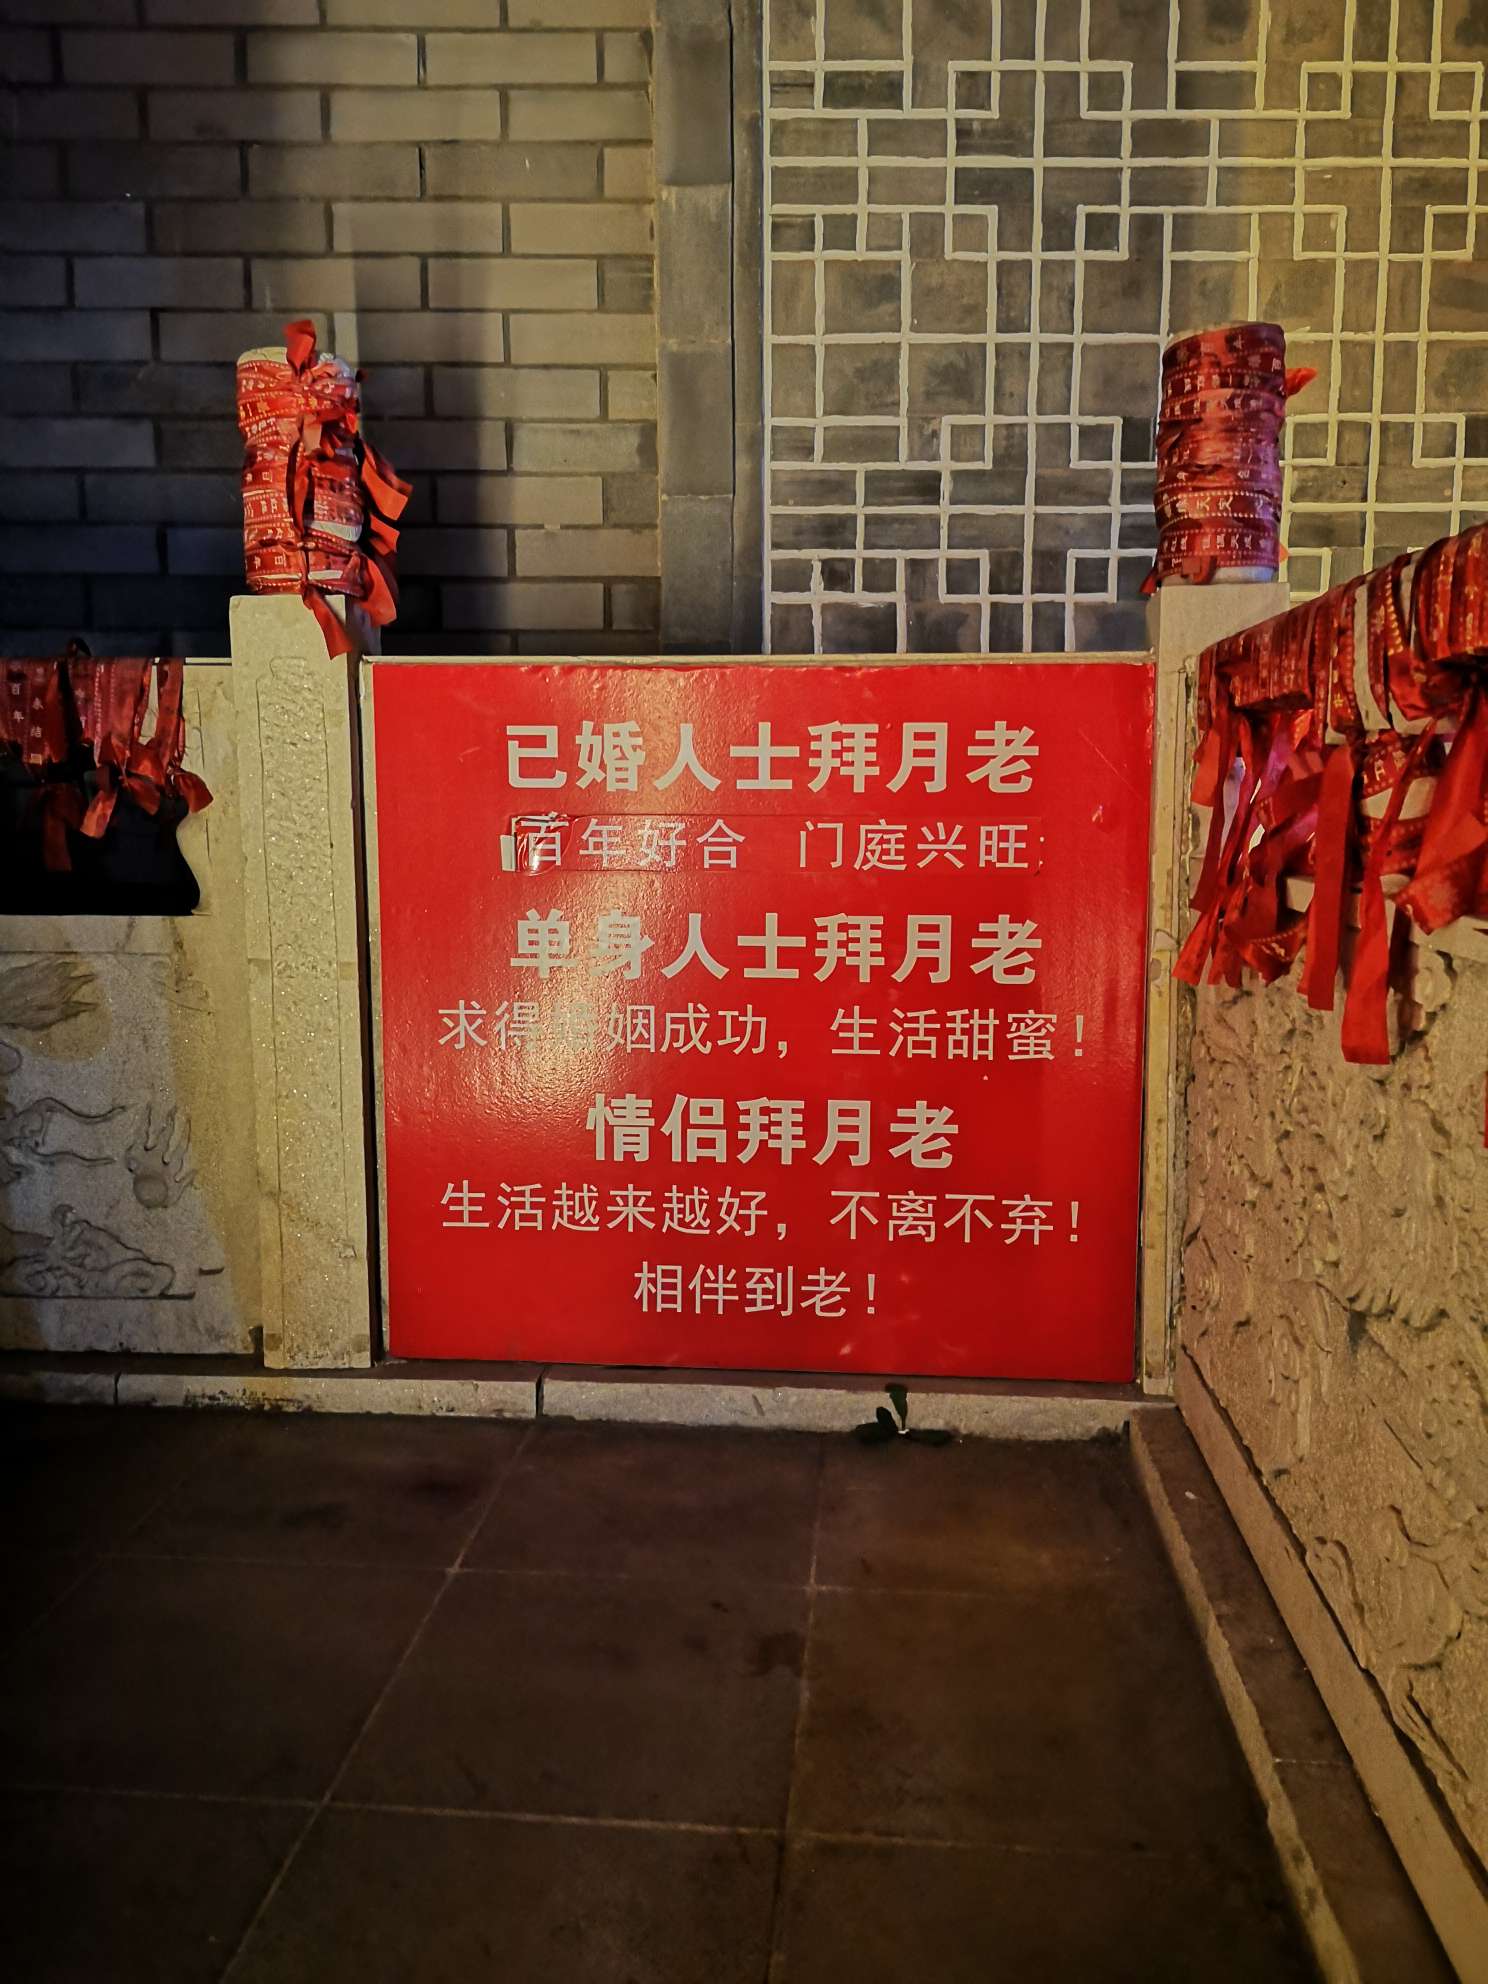 已婚人士拜月老
百年好合 门庭兴旺
单身人士拜月老
求得婚姻成功，生活甜蜜！
情侣拜月老
生活越来越好，不离不弃！
相伴到老！